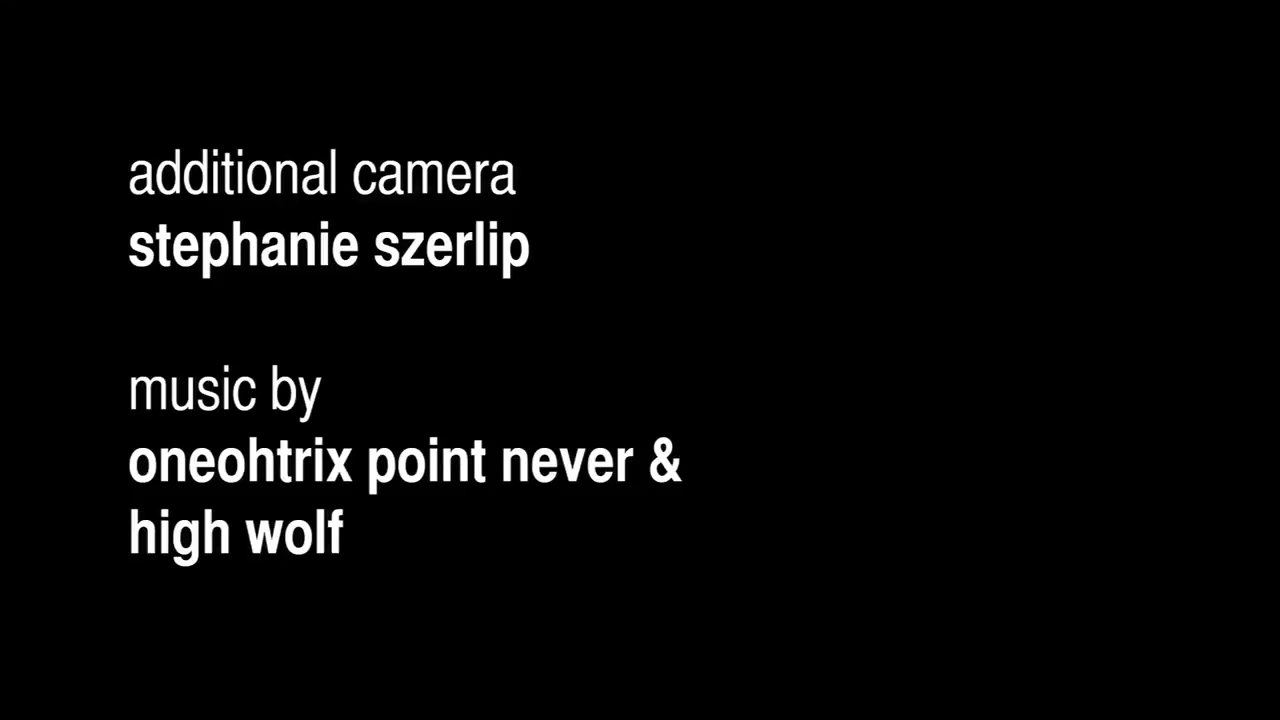 additional camera
stephanie szerlip
music by
oneohtrix point never &
high wolf